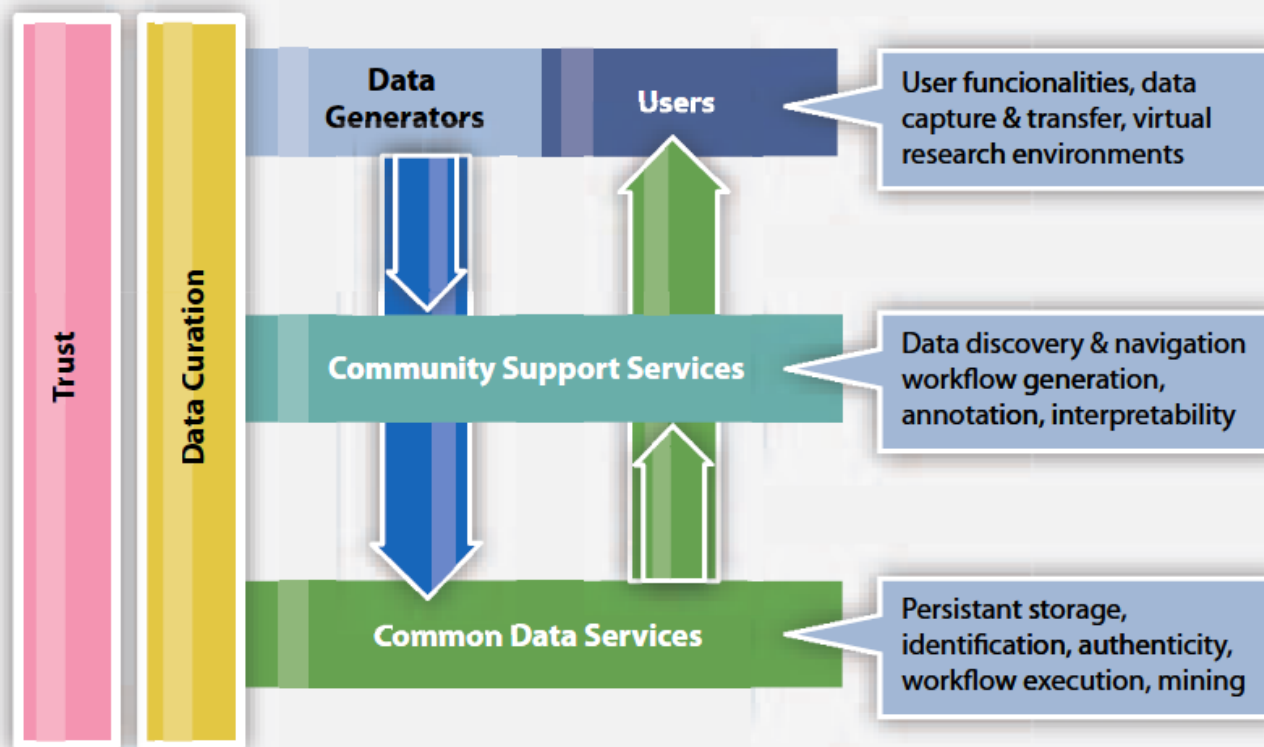 Trust
Data Curation
Data
Generators
Users
User funcionalities, data
capture & transfer, virtual
research environments
Community Support Services
Data discovery & navigation
workflow generation,
annotation, interpretability
Common Data Services
Persistant storage,
identification, authenticity,
workflow execution, mining